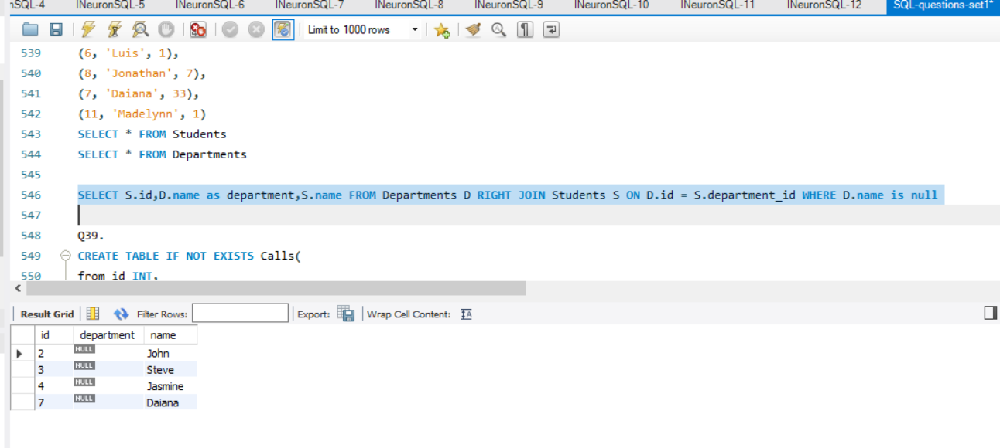 nSQL-4 INeuronSQL-5 INeuronSQL-6 INeuronSQL-7 INeuronSQL-8 INeuronSQL-9 INeuronSQL-10 INeuronSQL-11 INeuronSQL-12 SQL-questions-set1*
Limit to 1000 rows
539 (6, 'Luis', 1),
540 (8, 'Jonathan', 7),
541 (7, 'Daiana', 33),
542 (11, 'Madelynn', 1)
543 SELECT * FROM Students
544 SELECT * FROM Departments
545
546 SELECT S.id,D.name as department,S.name FROM Departments D RIGHT JOIN Students S ON D.id = S.department_id WHERE D.name is null
547
548 Q39.
549 CREATE TABLE IF NOT EXISTS Calls(
550 from_id INT,
Result Grid Filter Rows: Export: Wrap Cell Content: IA
id department name
2 NULL John
3 NULL Steve
4 NULL Jasmine
7 NULL Daiana